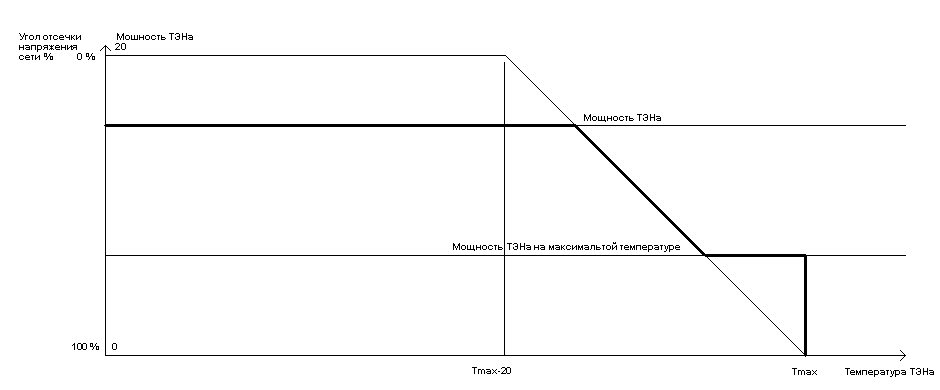 Угол отсечки
напряжения
сети %
0 %
Мошность ТЭНа
20
Мощность ТЭНа
Мощность ТЭНа на максимальтой температуре
100 %
0
Tmax-20
Tmax
Температура ТЭНа